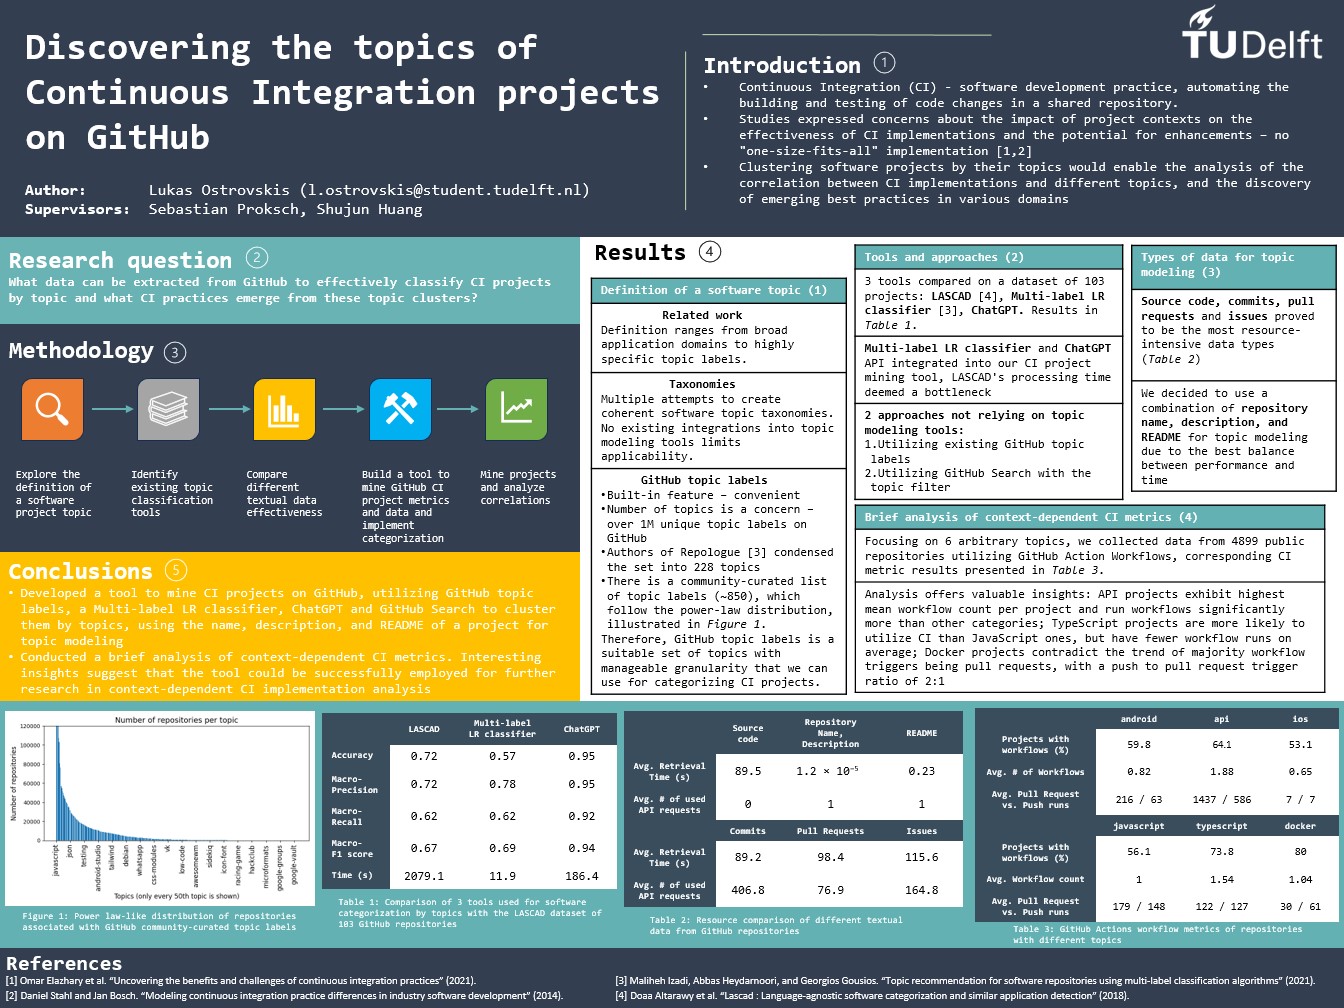 Discovering the topics of
Continuous Integration projects
on GitHub
Author: Lukas Ostrovskis (l.ostrovskis@student.tudelft.nl)
Supervisors: Sebastian Proksch, Shujun Huang
TUDelft
Introduction 1
• Continuous Integration (CI) - software development practice, automating the
building and testing of code changes in a shared repository.
• Studies expressed concerns about the impact of project contexts on the
effectiveness of CI implementations and the potential for enhancements – no
"one-size-fits-all" implementation [1,2]
• Clustering software projects by their topics would enable the analysis of the
correlation between CI implementations and different topics, and the discovery
of emerging best practices in various domains
Research question 2
What data can be extracted from GitHub to effectively classify CI projects
by topic and what CI practices emerge from these topic clusters?
Methodology 3
Explore the
definition of
a software
project topic
Identify
existing topic
classification
tools
Compare
different
textual data
effectiveness
Build a tool to
mine GitHub CI
project metrics
and data and
implement
categorization
Mine projects
and analyze
correlations
Conclusions 5
• Developed a tool to mine CI projects on GitHub, utilizing GitHub topic
labels, a Multi-label LR classifier, ChatGPT and GitHub Search to cluster
them by topics, using the name, description, and README of a project for
topic modeling
• Conducted a brief analysis of context-dependent CI metrics. Interesting
insights suggest that the tool could be successfully employed for further
research in context-dependent CI implementation analysis
Results 4
Definition of a software topic (1)
Related work
Definition ranges from broad
application domains to highly
specific topic labels.
Taxonomies
Multiple attempts to create
coherent software topic taxonomies.
No existing integrations into topic
modeling tools limits
applicability.
GitHub topic labels
•Built-in feature – convenient
•Number of topics is a concern –
over 1M unique topic labels on
GitHub
•Authors of Repologue [3] condensed
the set into 228 topics
•There is a community-curated list
of topic labels (~850), which
follow the power-law distribution,
illustrated in Figure 1.
Therefore, GitHub topic labels is a
suitable set of topics with
manageable granularity that we can
use for categorizing CI projects.
Tools and approaches (2)
3 tools compared on a dataset of 103
projects: LASCAD [4], Multi-label LR
classifier [3], ChatGPT. Results in
Table 1.
Multi-label LR classifier and ChatGPT
API integrated into our CI project
mining tool, LASCAD's processing time
deemed a bottleneck
2 approaches not relying on topic
modeling tools:
1.Utilizing existing GitHub topic
labels
2.Utilizing GitHub Search with the
topic filter
Types of data for topic
modeling (3)
Source code, commits, pull
requests and issues proved
to be the most resource-
intensive data types
(Table 2)
We decided to use a
combination of repository
name, description, and
README for topic modeling
due to the best balance
between performance and
time
Brief analysis of context-dependent CI metrics (4)
Focusing on 6 arbitrary topics, we collected data from 4899 public
repositories utilizing GitHub Action Workflows, corresponding CI
metric results presented in Table 3.
Analysis offers valuable insights: API projects exhibit highest
mean workflow count per project and run workflows significantly
more than other categories; TypeScript projects are more likely to
utilize CI than JavaScript ones, but have fewer workflow runs on
average; Docker projects contradict the trend of majority workflow
triggers being pull requests, with a push to pull request trigger
ratio of 2:1
Number of repositories per topic
Number of repositories
120000
100000
80000
60000
40000
20000
0
javascript json testing android-studio tailwind debian whatsapp css-modules vk low-code awesomewm sidekiq icon-font racing-game hackclub microformats google-groups google-vault
Topics (only every 50th topic is shown)
Figure 1: Power law-like distribution of repositories
associated with GitHub community-curated topic labels
LASCAD Multi-label LR classifier ChatGPT
Accuracy 0.72 0.57 0.95
Macro-Precision 0.72 0.78 0.95
Macro-Recall 0.62 0.62 0.92
Macro-F1 score 0.67 0.69 0.94
Time (s) 2079.1 11.9 186.4
Table 1: Comparison of 3 tools used for software
categorization by topics with the LASCAD dataset of
103 GitHub repositories
Source code Repository Name, Description README
Avg. Retrieval Time (s) 89.5 1.2 × 10⁻⁵ 0.23
Avg. # of used API requests 0 1 1
Commits Pull Requests Issues
Avg. Retrieval Time (s) 89.2 98.4 115.6
Avg. # of used API requests 406.8 76.9 164.8
Table 2: Resource comparison of different textual
data from GitHub repositories
android api ios
Projects with workflows (%) 59.8 64.1 53.1
Avg. # of Workflows 0.82 1.88 0.65
Avg. Pull Request vs. Push runs 216 / 63 1437 / 586 7 / 7
javascript typescript docker
Projects with workflows (%) 56.1 73.8 80
Avg. Workflow count 1 1.54 1.04
Avg. Pull Request vs. Push runs 179 / 148 122 / 127 30 / 61
Table 3: GitHub Actions workflow metrics of repositories
with different topics
References
[1] Omar Elazhary et al. “Uncovering the benefits and challenges of continuous integration practices” (2021).
[2] Daniel Stahl and Jan Bosch. “Modeling continuous integration practice differences in industry software development” (2014).
[3] Maliheh Izadi, Abbas Heydarnoori, and Georgios Gousios. “Topic recommendation for software repositories using multi-label classification algorithms” (2021).
[4] Doaa Altarawy et al. “Lascad : Language-agnostic software categorization and similar application detection” (2018).